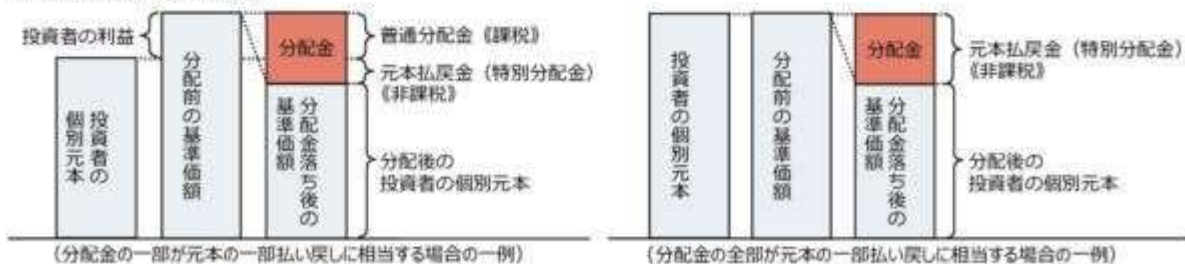 投資者の利益
投資者の
個別元本
分配前の基準価額
分配金
分配金落ち後の
基準価額
普通分配金《課税》
元本払戻金（特別分配金）
《非課税》
分配後の
投資者の個別元本
（分配金の一部が元本の一部払い戻しに相当する場合の一例）
投資者の個別元本
分配前の基準価額
分配金
分配金落ち後の
基準価額
元本払戻金（特別分配金）
《非課税》
分配後の
投資者の個別元本
（分配金の全部が元本の一部払い戻しに相当する場合の一例）